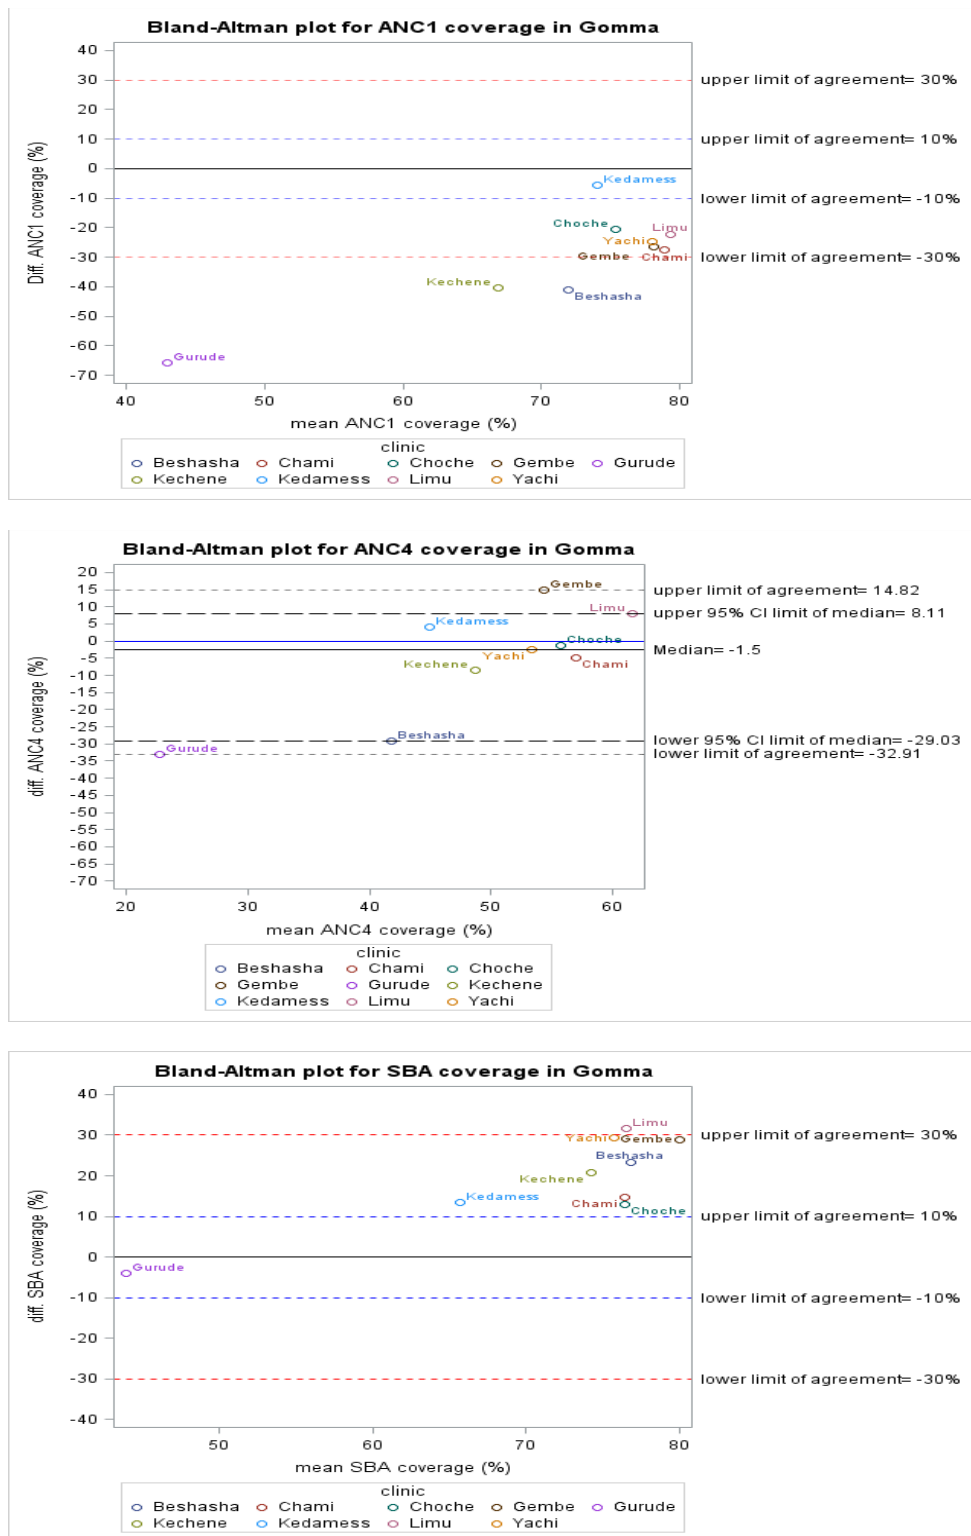 Bland-Altman plot for ANC1 coverage in Gomma
40
30
20
10
0
-10
-20
-30
-40
-50
-60
-70
Diff. ANC1 coverage (%)
upper limit of agreement= 30%
upper limit of agreement= 10%
lower limit of agreement= -10%
lower limit of agreement= -30%
Kedamess
Choche
Limu
Yachi
Gembe
Chami
Kechene
Beshasha
Gurude
40 50 60 70 80
mean ANC1 coverage (%)
clinic
Beshasha Chami Choche Gembe Gurude
Kechene Kedamess Limu Yachi
Bland-Altman plot for ANC4 coverage in Gomma
20
15
10
5
0
-5
-10
-15
-20
-25
-30
-35
-40
-45
-50
-55
-60
-65
-70
diff. ANC4 coverage (%)
upper limit of agreement= 14.82
upper 95% CI limit of median= 8.11
Median= -1.5
lower 95% CI limit of median= -29.03
lower limit of agreement= -32.91
Gembe
Limu
Kedamess
Choche
Yachi
Chami
Kechene
Beshasha
Gurude
20 30 40 50 60
mean ANC4 coverage (%)
clinic
Beshasha Chami Choche
Gembe Gurude Kechene
Kedamess Limu Yachi
Bland-Altman plot for SBA coverage in Gomma
40
30
20
10
0
-10
-20
-30
-40
diff. SBA coverage (%)
upper limit of agreement= 30%
upper limit of agreement= 10%
lower limit of agreement= -10%
lower limit of agreement= -30%
Limu
Yachi
Gembe
Beshasha
Kechene
Kedamess
Chami
Choche
Gurude
50 60 70 80
mean SBA coverage (%)
clinic
Beshasha Chami Choche Gembe Gurude
Kechene Kedamess Limu Yachi